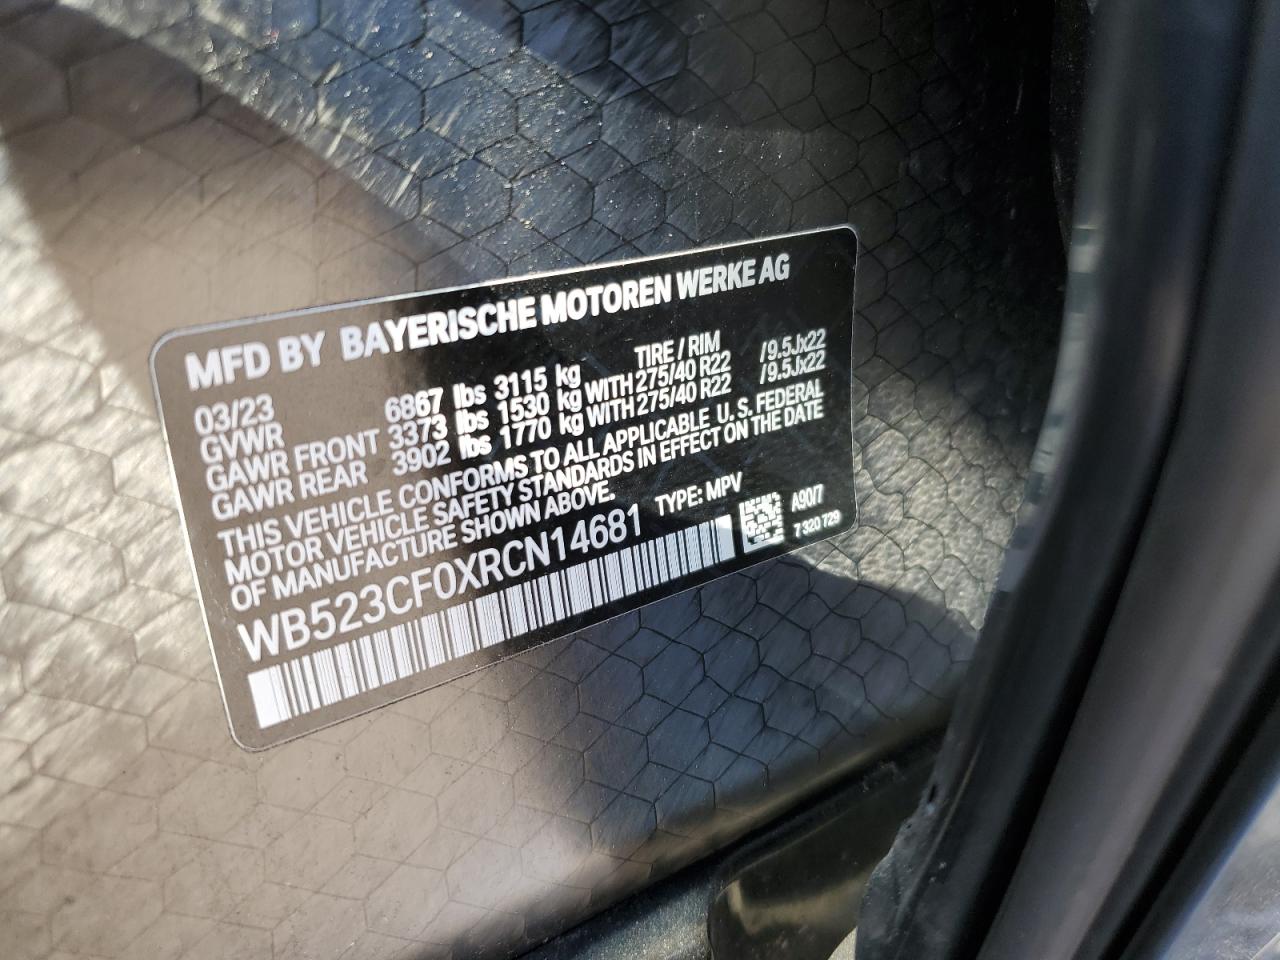 MFD BY BAYERISCHE MOTOREN WERKE AG
03/23 TIRE / RIM
GVWR 6867 lbs 3115 kg
GAWR FRONT 3373 lbs 1530 kg WITH 275/40 R22 /9.5Jx22
GAWR REAR 3902 lbs 1770 kg WITH 275/40 R22 /9.5Jx22
THIS VEHICLE CONFORMS TO ALL APPLICABLE U.S. FEDERAL
MOTOR VEHICLE SAFETY STANDARDS IN EFFECT ON THE DATE
OF MANUFACTURE SHOWN ABOVE.
WB523CF0XRCN14681 TYPE: MPV
A90/7
7 320 729